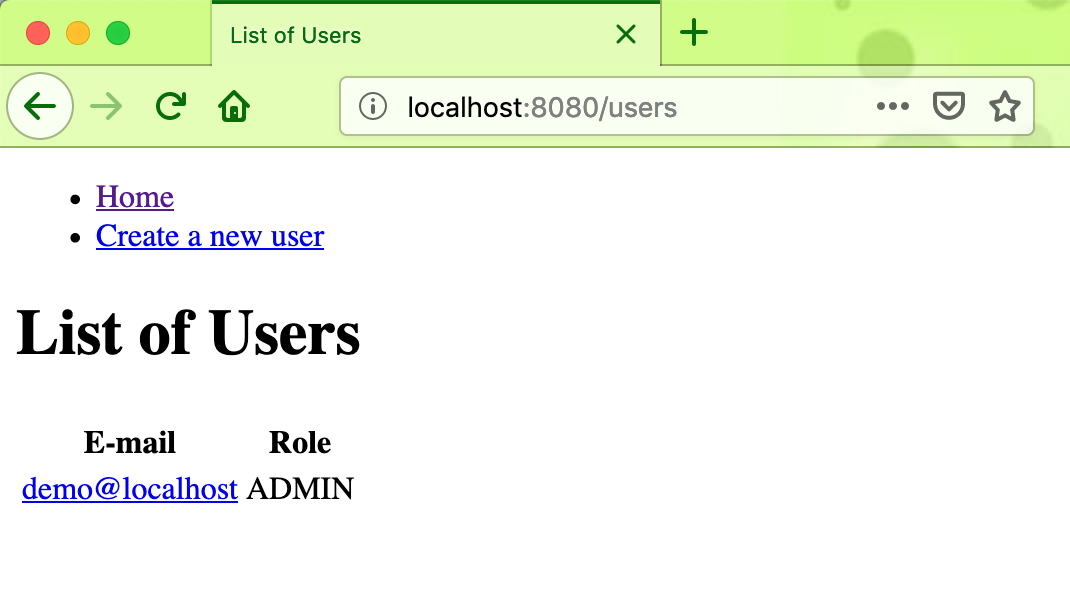 List of Users
localhost:8080/users
Home
Create a new user
List of Users
E-mail Role
demo@localhost ADMIN